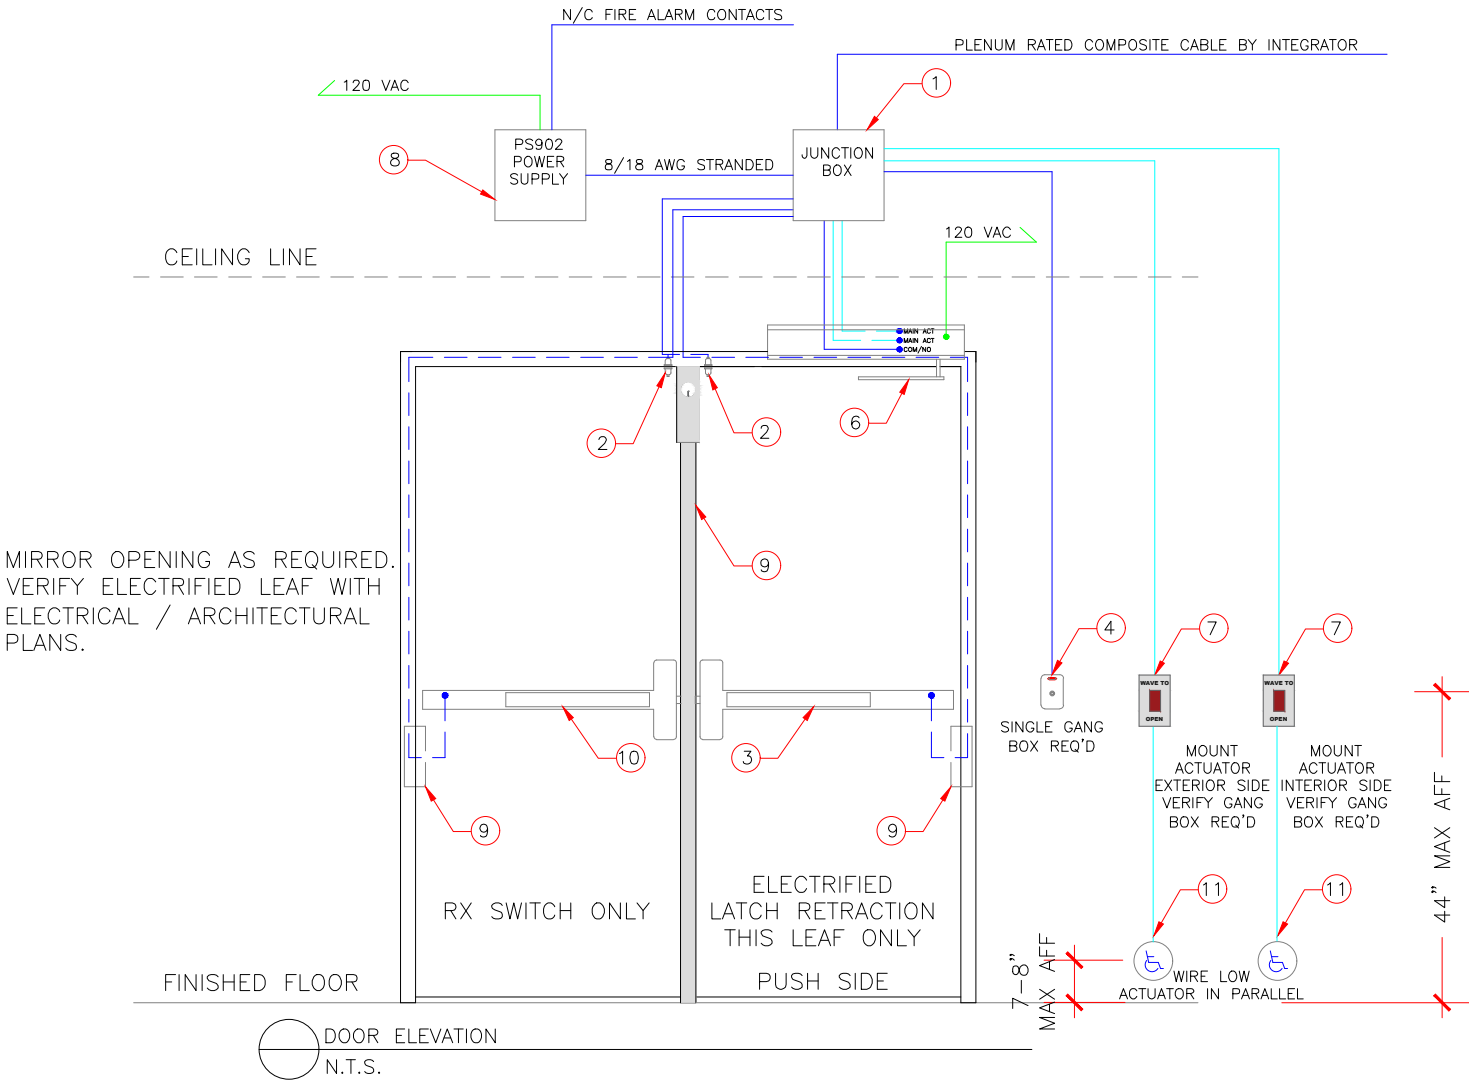 N/C FIRE ALARM CONTACTS
PLENUM RATED COMPOSITE CABLE BY INTEGRATOR
120 VAC
1
PS902
POWER
SUPPLY
8
8/18 AWG STRANDED
JUNCTION
BOX
120 VAC
CEILING LINE
MAIN ACT
MAIN ACT
COM/NO
6
2
2
9
MIRROR OPENING AS REQUIRED.
VERIFY ELECTRIFIED LEAF WITH
ELECTRICAL / ARCHITECTURAL
PLANS.
4
7
7
WAVE TO
OPEN
WAVE TO
OPEN
SINGLE GANG
BOX REQ'D
10
3
MOUNT
ACTUATOR
EXTERIOR SIDE
VERIFY GANG
BOX REQ'D
MOUNT
ACTUATOR
INTERIOR SIDE
VERIFY GANG
BOX REQ'D
44" MAX AFF
9
9
RX SWITCH ONLY
ELECTRIFIED
LATCH RETRACTION
THIS LEAF ONLY
11
11
PUSH SIDE
7-8"
MAX AFF
WIRE LOW
ACTUATOR IN PARALLEL
FINISHED FLOOR
DOOR ELEVATION
N.T.S.